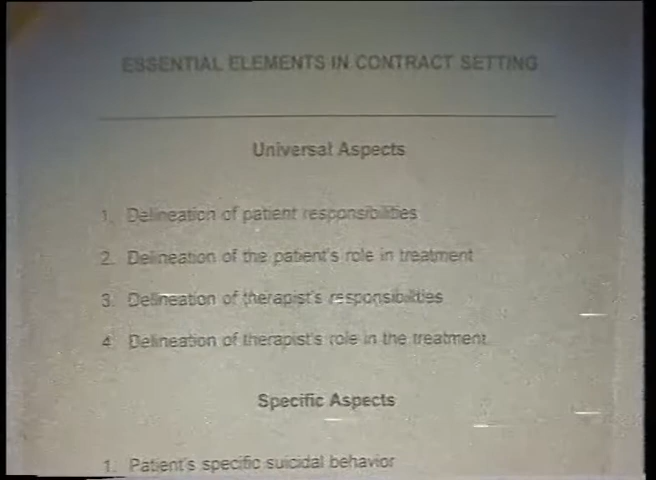 ESSENTIAL ELEMENTS IN CONTRACT SETTING
Universal Aspects
1. Delineation of patient responsibilities
2. Delineation of the patient's role in treatment
3. Delineation of therapist's responsibilities
4. Delineation of therapist's role in the treatment
Specific Aspects
1. Patient's specific suicidal behavior